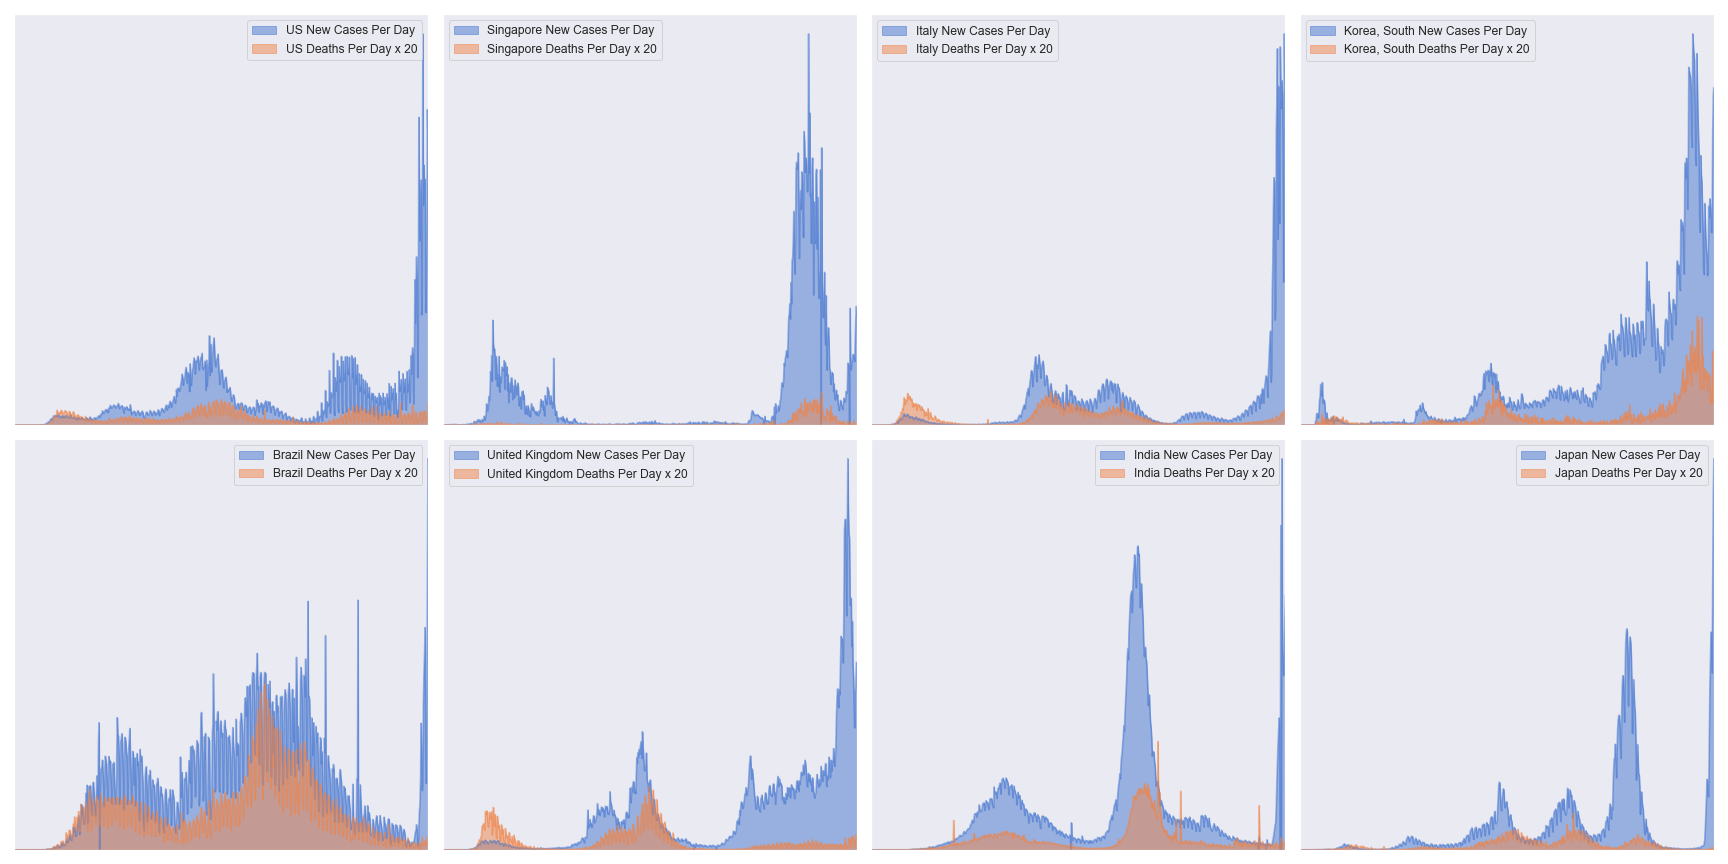 US New Cases Per Day
US Deaths Per Day x 20
Singapore New Cases Per Day
Singapore Deaths Per Day x 20
Italy New Cases Per Day
Italy Deaths Per Day x 20
Korea, South New Cases Per Day
Korea, South Deaths Per Day x 20
Brazil New Cases Per Day
Brazil Deaths Per Day x 20
United Kingdom New Cases Per Day
United Kingdom Deaths Per Day x 20
India New Cases Per Day
India Deaths Per Day x 20
Japan New Cases Per Day
Japan Deaths Per Day x 20